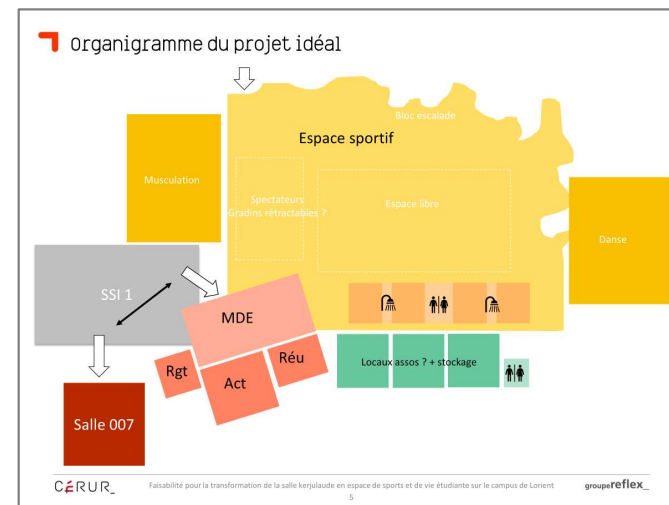 Organigramme du projet idéal
Bloc escalade
Espace sportif
Musculation
Spectateurs
Gradins rétractables ?
Espace libre
Danse
SSI 1
MDE
Rgt
Act
Réu
Locaux assos ? + stockage
Salle 007
CÉRUR_
Faisabilité pour la transformation de la salle kerjulaude en espace de sports et de vie étudiante sur le campus de Lorient
groupereflex_
5